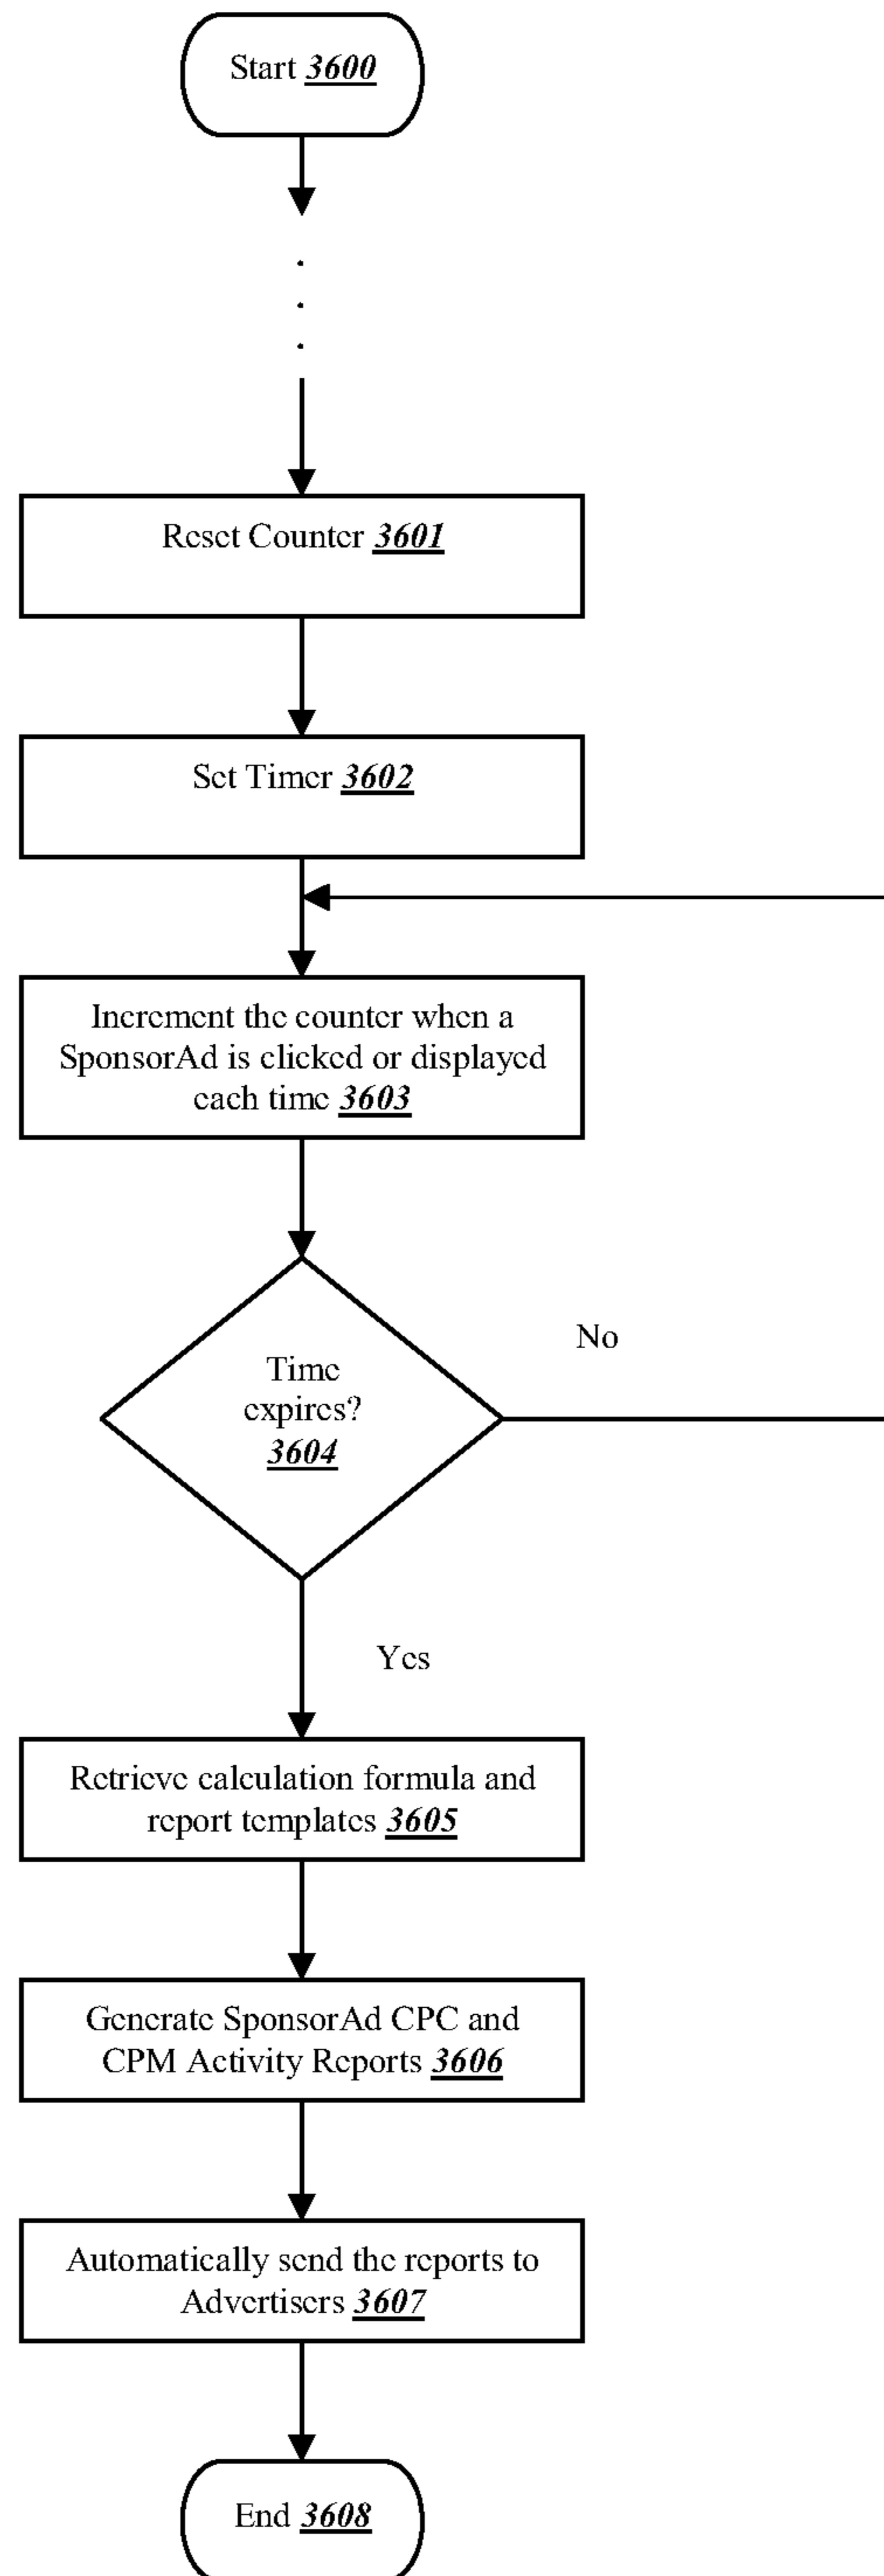 Start 3600
Reset Counter 3601
Set Timer 3602
Increment the counter when a
SponsorAd is clicked or displayed
each time 3603
Time
expires?
3604
No
Yes
Retrieve calculation formula and
report templates 3605
Generate SponsorAd CPC and
CPM Activity Reports 3606
Automatically send the reports to
Advertisers 3607
End 3608